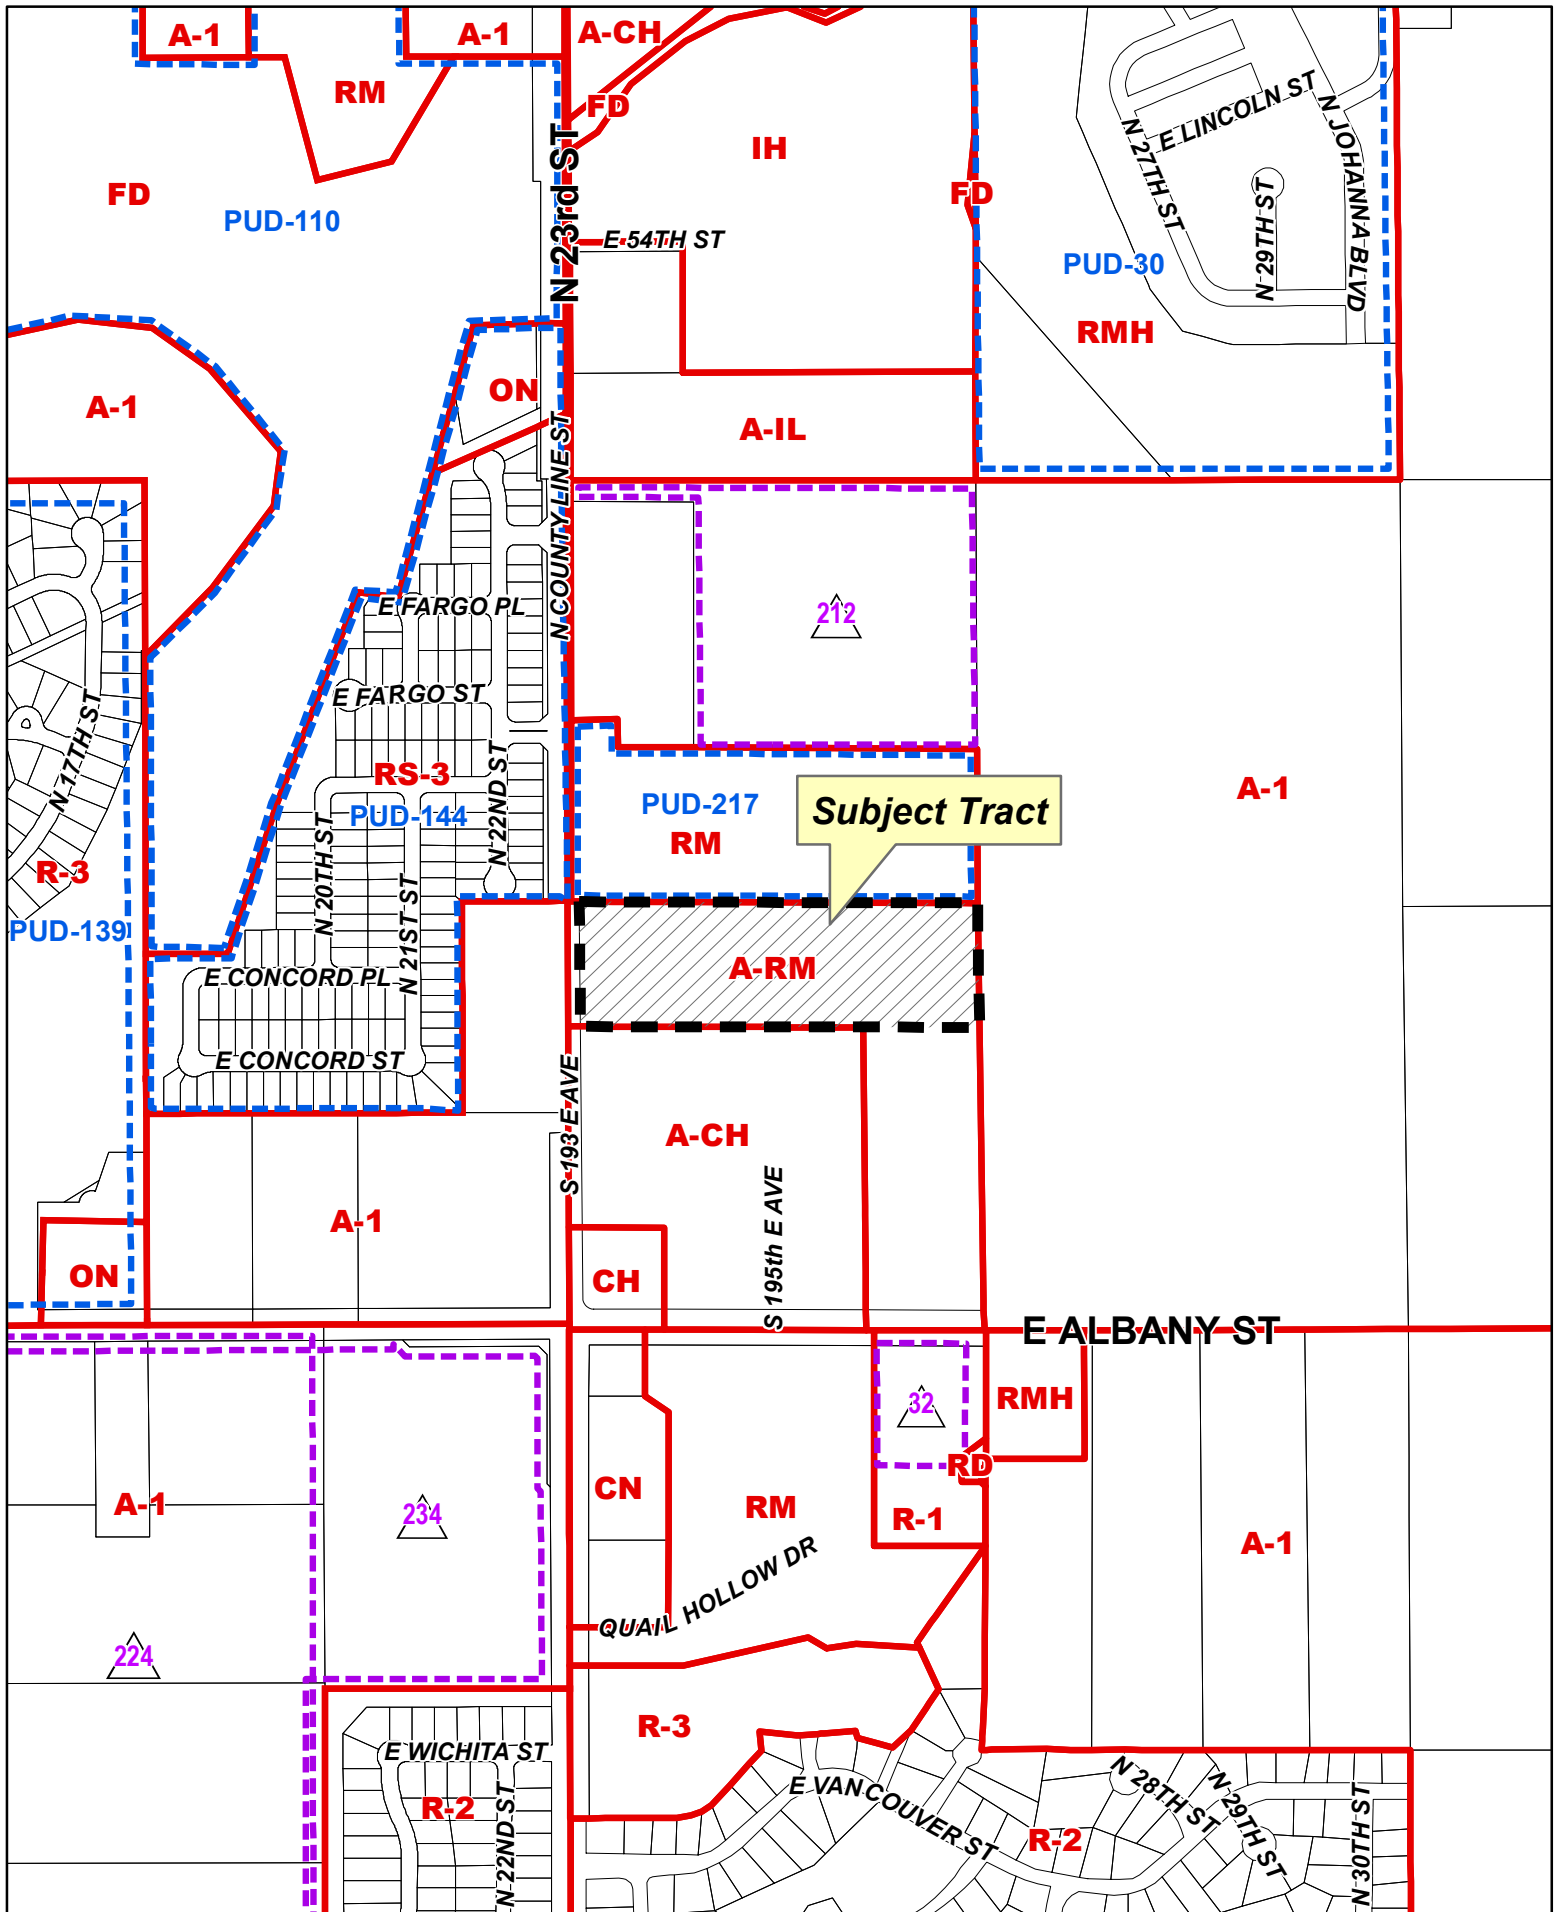 A-1
A-1
A-CH
RM
FD
IH
E LINCOLN ST
N JOHANNA BLVD
N 27TH ST
N 29TH ST
FD
PUD-110
N 23rd ST
FD
E 54TH ST
PUD-30
RMH
A-1
ON
A-IL
N COUNTY LINE ST
E FARGO PL
212
E FARGO ST
N 17TH ST
RS-3
PUD-144
N 22ND ST
N 20TH ST
N 21ST ST
PUD-217
RM
Subject Tract
A-1
R-3
PUD-139
A-RM
E CONCORD PL
E CONCORD ST
S 193 E AVE
A-CH
S 195th E AVE
A-1
ON
CH
E ALBANY ST
RMH
32
RD
CN
RM
R-1
A-1
234
A-1
QUAIL HOLLOW DR
224
R-3
E WICHITA ST
R-2
N 22ND ST
E VANCOUVER ST
N 28TH ST
N 29TH ST
R-2
N 30TH ST